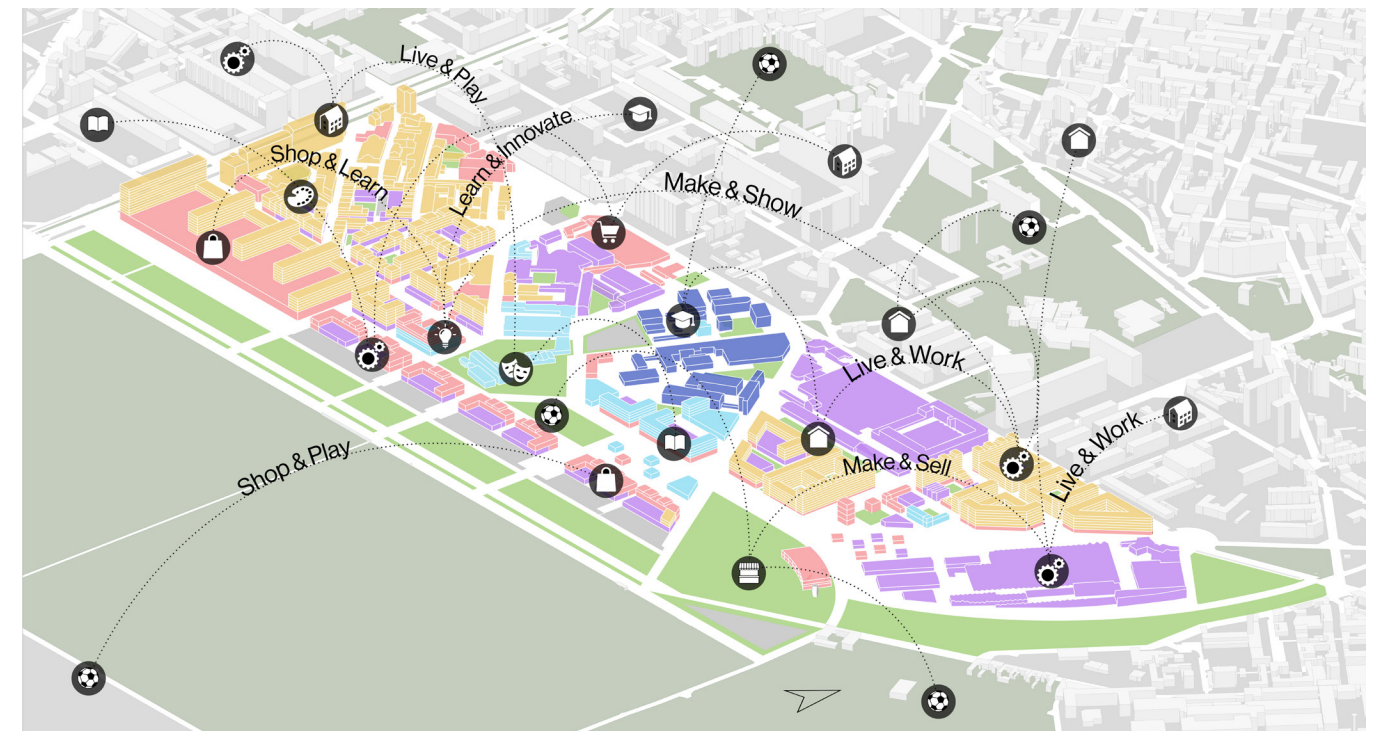 Live & Play
Shop & Learn
Learn & Innovate
Make & Show
Live & Work
Shop & Play
Make & Sell
Live & Work